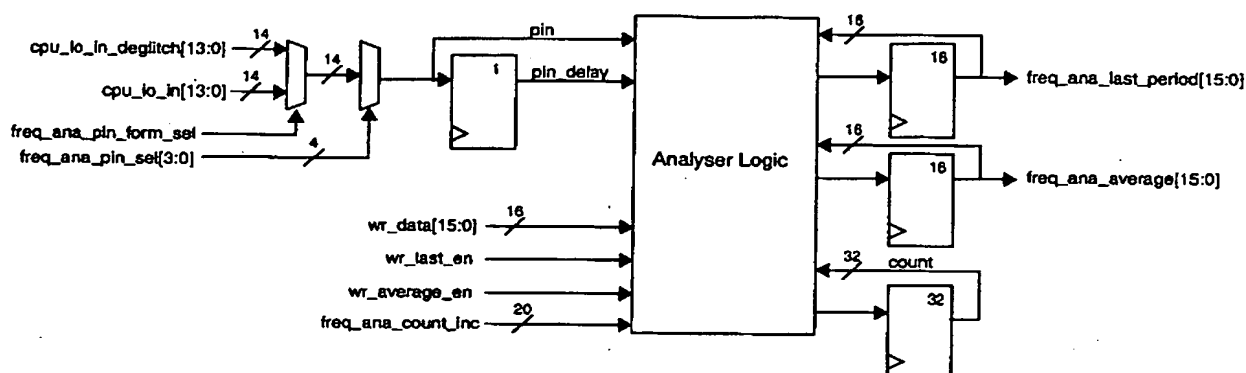 cpu_io_in_deglitch[13:0]
14
cpu_io_in[13:0]
14
14
freq_ana_pin_form_sel
freq_ana_pin_sel[3:0]
4
1
pin
pin_delay
Analyser Logic
wr_data[15:0]
16
wr_last_en
wr_average_en
freq_ana_count_inc
20
16
16
freq_ana_last_period[15:0]
16
16
freq_ana_average[15:0]
32
count
32